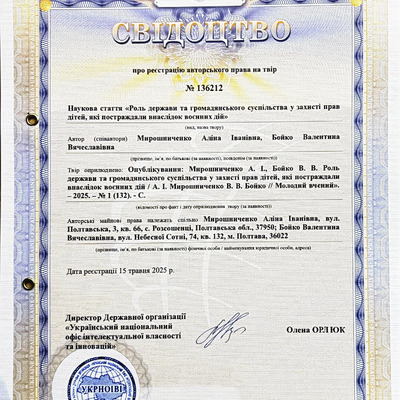 СВІДОЦТВО
про реєстрацію авторського права на твір
№ 136212
Наукова стаття «Роль держави та громадянського суспільства у захисті прав
дітей, які постраждали внаслідок воєнних дій»
(вид, назва твору)
Автор (співавтори) Мирошниченко Аліна Іванівна, Бойко Валентина
Вячеславівна
(прізвище, ім'я, по батькові (за наявності), псевдонім (за наявності))
Твір оприлюднено: Опублікування: Мирошниченко А. І., Бойко В. В. Роль
держави та громадянського суспільства у захисті прав дітей, які постраждали
внаслідок воєнних дій / А. І. Мирошниченко В. В. Бойко // Молодий вчений».
– 2025. – № 1 (132). - С.
(відомості про факт і дату оприлюднення твору (за наявності))
Авторські майнові права належать спільно Мирошниченко Аліна Іванівна, вул.
Полтавська, 3, кв. 66, с. Розсошенці, Полтавська обл., 37950; Бойко Валентина
Вячеславівна, вул. Небесної Сотні, 74, кв. 132, м. Полтава, 36022
(прізвище, ім'я, по батькові (за наявності) фізичної особи / найменування юридичної особи, адреса)
Дата реєстрації 15 травня 2025 р.
Директор Державної організації
«Український національний
офіс інтелектуальної власності
та інновацій»
Олена ОРЛЮК
УКРНОІВІ